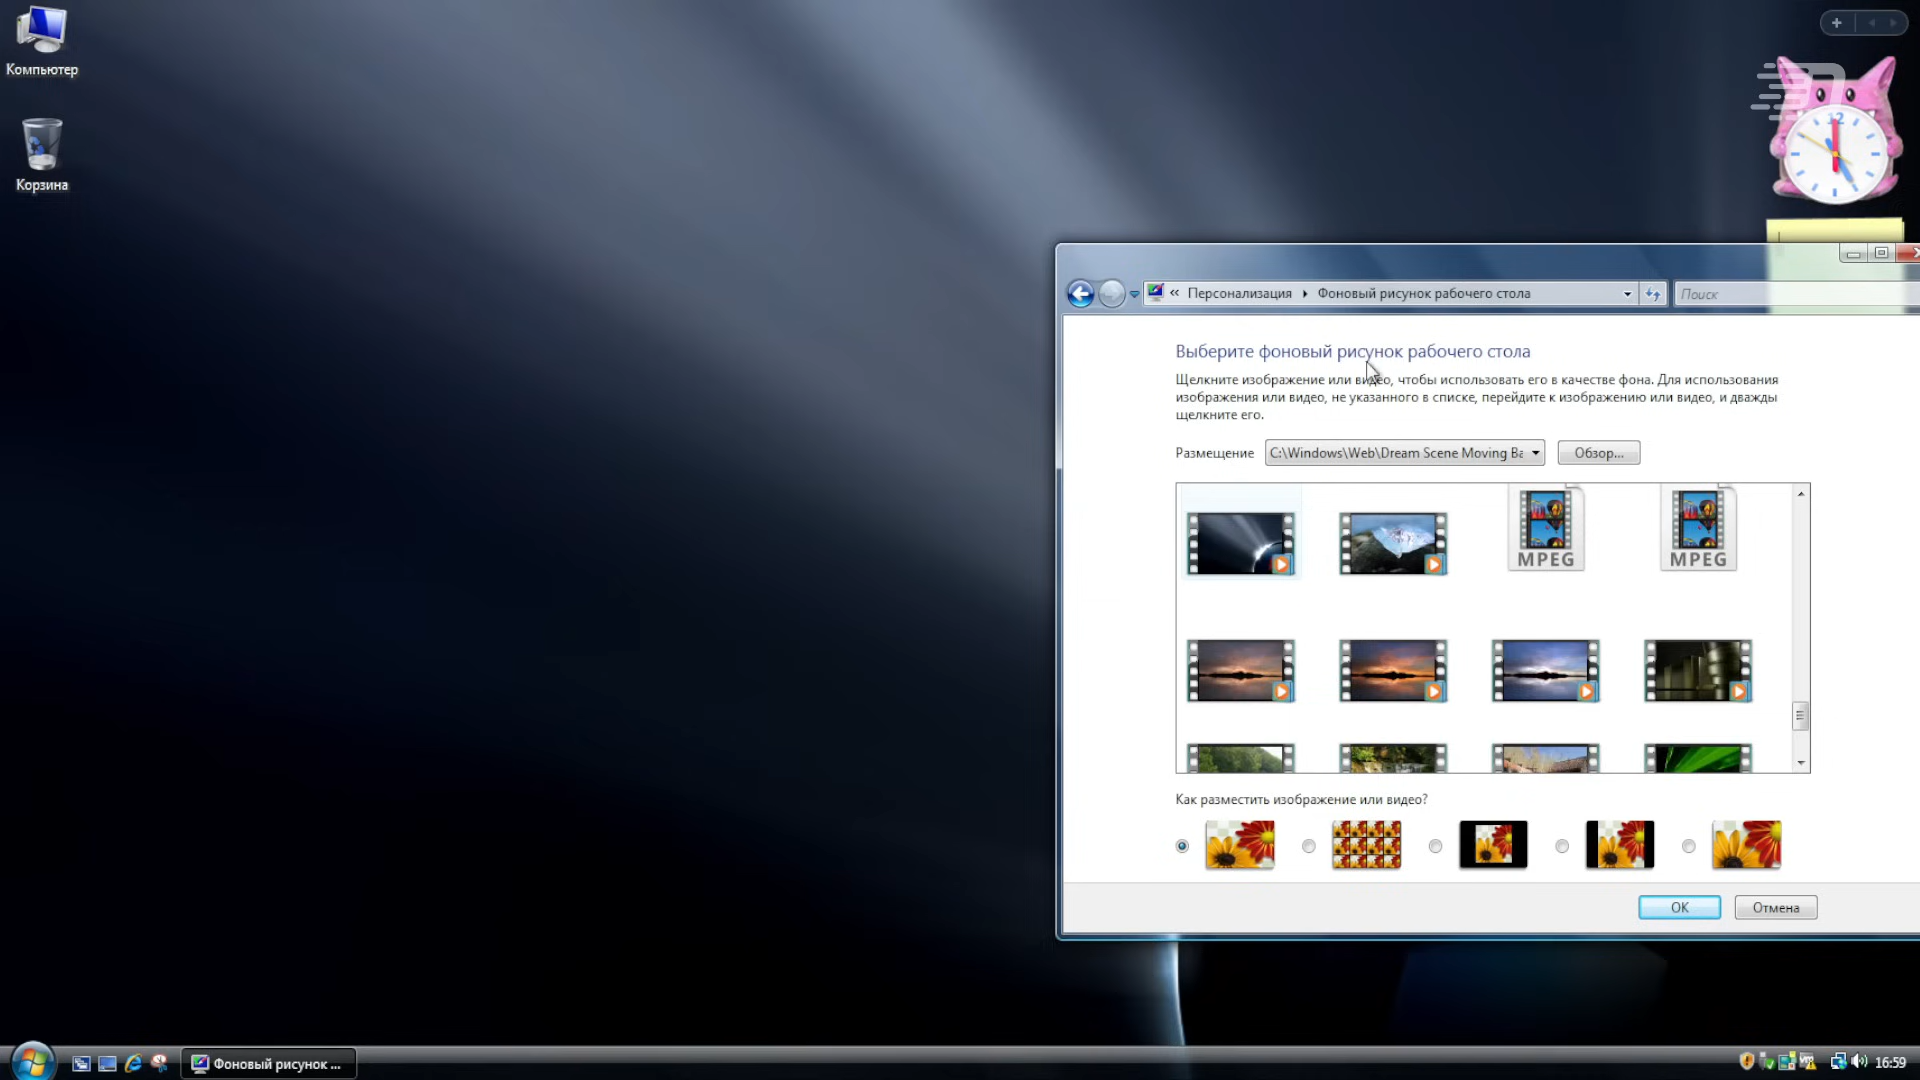 Компьютер
Корзина
12
« Персонализация Фоновый рисунок рабочего стола
Поиск
Выберите фоновый рисунок рабочего стола
Щелкните изображение или видео, чтобы использовать его в качестве фона. Для использования
изображения или видео, не указанного в списке, перейдите к изображению или видео, и дважды
щелкните его.
Размещение C:\Windows\Web\Dream Scene Moving Ba Обзор...
MPEG MPEG
Как разместить изображение или видео?
OK Отмена
Фоновый рисунок ... 16:59